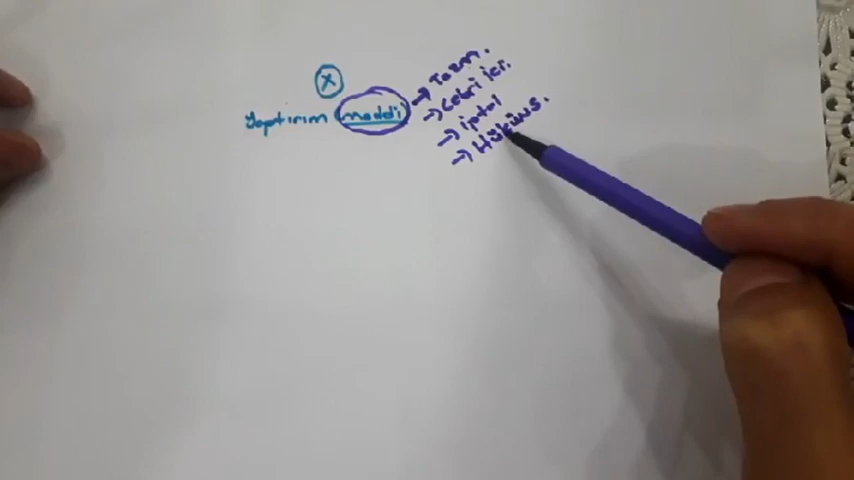 X
Yaptırım maddi
→ Tazm.
→ Cebri icr.
→ iptal
→ Hüküms.